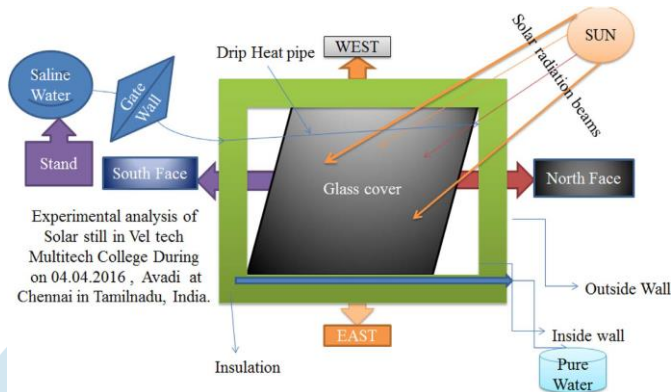 Drip Heat pipe
WEST
Solar radiation beams
SUN
Saline
Water
Gate
Wall
Stand
South Face
Glass cover
North Face
Experimental analysis of
Solar still in Vel tech
Multitech College During
on 04.04.2016 , Avadi at
Chennai in Tamilnadu, India.
Outside Wall
EAST
Inside wall
Insulation
Pure
Water